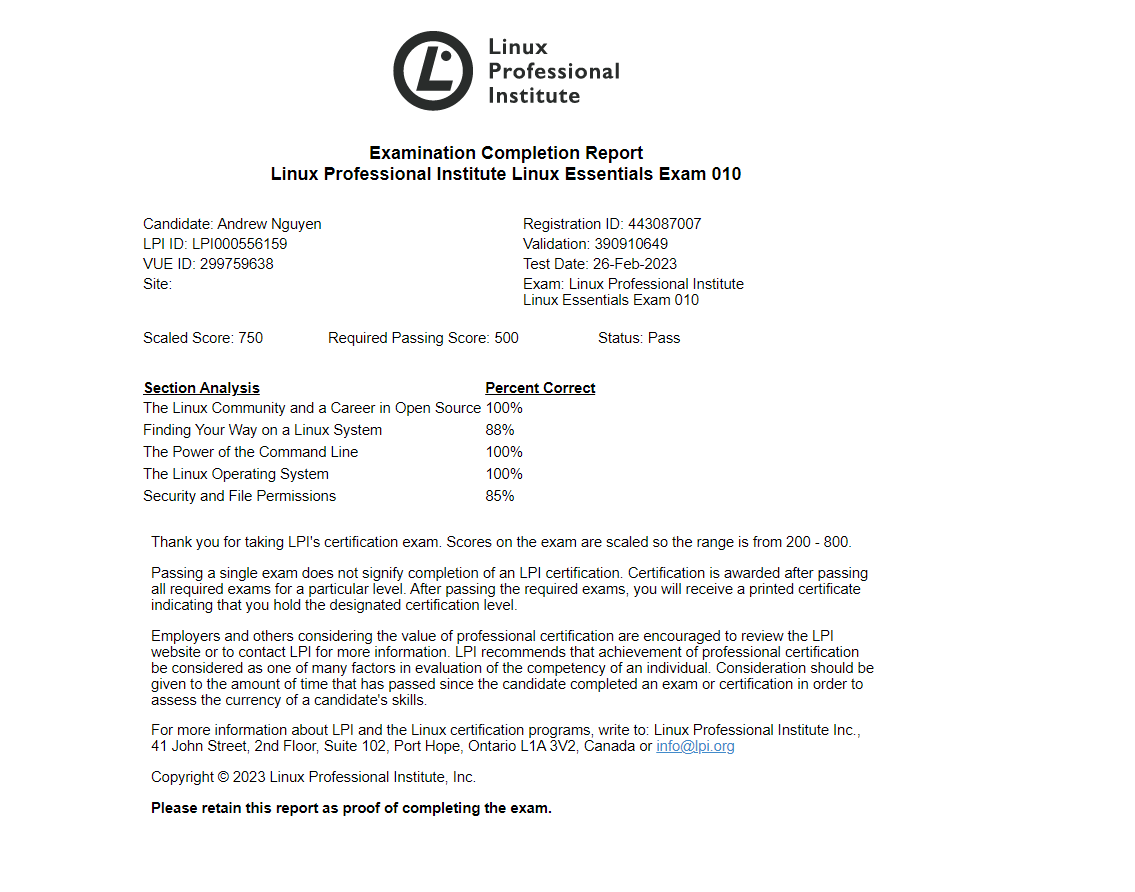 Linux
Professional
Institute
Examination Completion Report
Linux Professional Institute Linux Essentials Exam 010
Candidate: Andrew Nguyen
Registration ID: 443087007
LPI ID: LPI000556159
Validation: 390910649
VUE ID: 299759638
Test Date: 26-Feb-2023
Site:
Exam: Linux Professional Institute
Linux Essentials Exam 010
Scaled Score: 750 Required Passing Score: 500 Status: Pass
Section Analysis Percent Correct
The Linux Community and a Career in Open Source 100%
Finding Your Way on a Linux System 88%
The Power of the Command Line 100%
The Linux Operating System 100%
Security and File Permissions 85%
Thank you for taking LPI's certification exam. Scores on the exam are scaled so the range is from 200 - 800.
Passing a single exam does not signify completion of an LPI certification. Certification is awarded after passing
all required exams for a particular level. After passing the required exams, you will receive a printed certificate
indicating that you hold the designated certification level.
Employers and others considering the value of professional certification are encouraged to review the LPI
website or to contact LPI for more information. LPI recommends that achievement of professional certification
be considered as one of many factors in evaluation of the competency of an individual. Consideration should be
given to the amount of time that has passed since the candidate completed an exam or certification in order to
assess the currency of a candidate's skills.
For more information about LPI and the Linux certification programs, write to: Linux Professional Institute Inc.,
41 John Street, 2nd Floor, Suite 102, Port Hope, Ontario L1A 3V2, Canada or info@lpi.org
Copyright © 2023 Linux Professional Institute, Inc.
Please retain this report as proof of completing the exam.